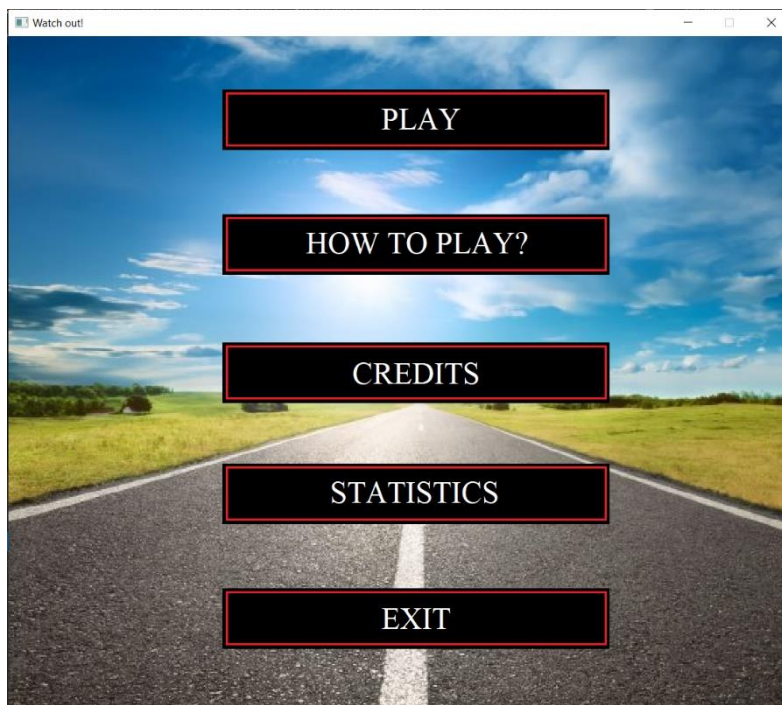 Watch out!
PLAY
HOW TO PLAY?
CREDITS
STATISTICS
EXIT